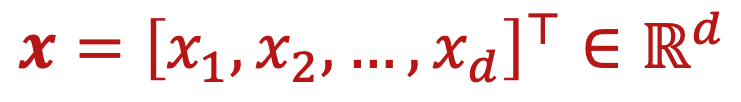 𝒙 = [x₁, x₂, … , x_d]^⊤ ∈ ℝ^d